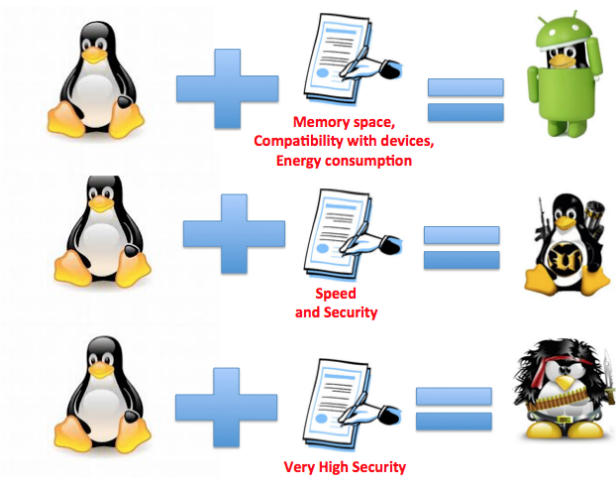 Memory space,
Compatibility with devices,
Energy consumption
Speed
and Security
Very High Security